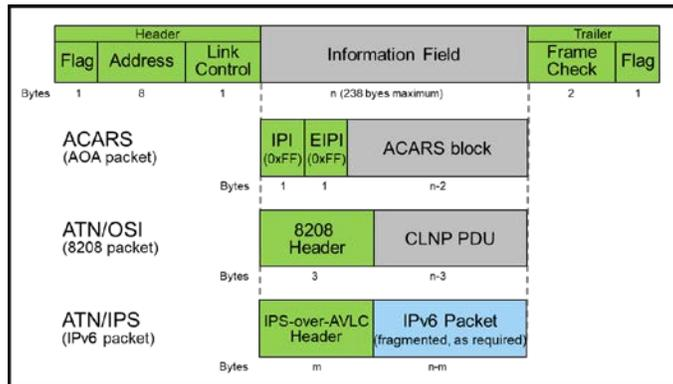 Header
Trailer
Flag Address Link Control Information Field Frame Check Flag
Bytes 1 8 1 n (238 byes maximum) 2 1
ACARS
(AOA packet)
IPI (0xFF) EIPI (0xFF) ACARS block
Bytes 1 1 n-2
ATN/OSI
(8208 packet)
8208 Header CLNP PDU
Bytes 3 n-3
ATN/IPS
(IPv6 packet)
IPS-over-AVLC Header IPv6 Packet (fragmented, as required)
Bytes m n-m